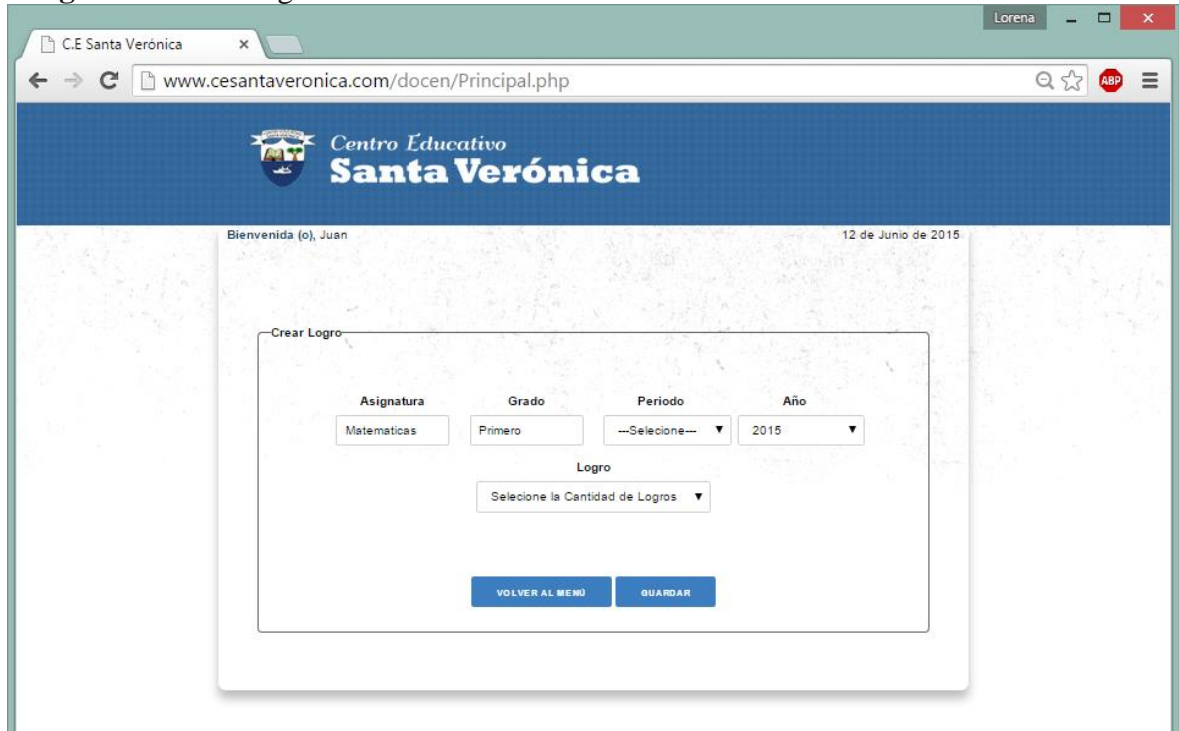 Lorena
C.E Santa Verónica
www.cesantaveronica.com/docen/Principal.php
ABP
Centro Educativo
Santa Verónica
Bienvenida (o), Juan 12 de Junio de 2015
Crear Logro
Asignatura Grado Periodo Año
Matematicas Primero ---Selecione--- 2015
Logro
Selecione la Cantidad de Logros
VOLVER AL MENÚ GUARDAR